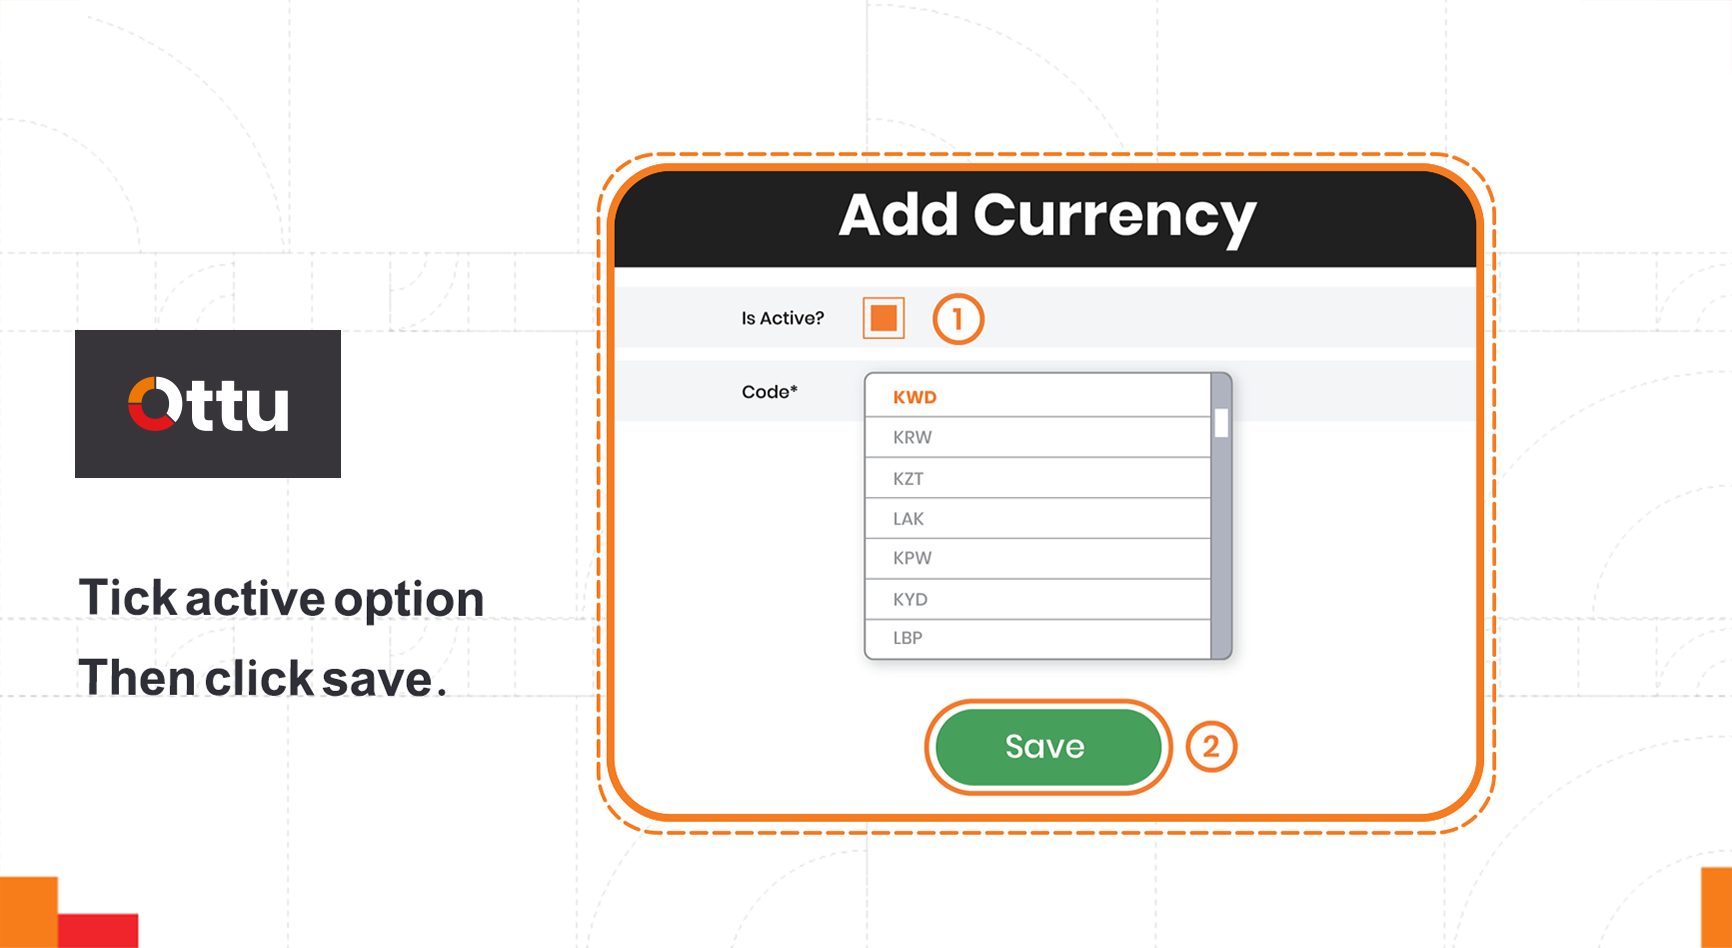 Ottu
Tick active option
Then click save.
Add Currency
Is Active?
1
Code*
KWD
KRW
KZT
LAK
KPW
KYD
LBP
Save
2